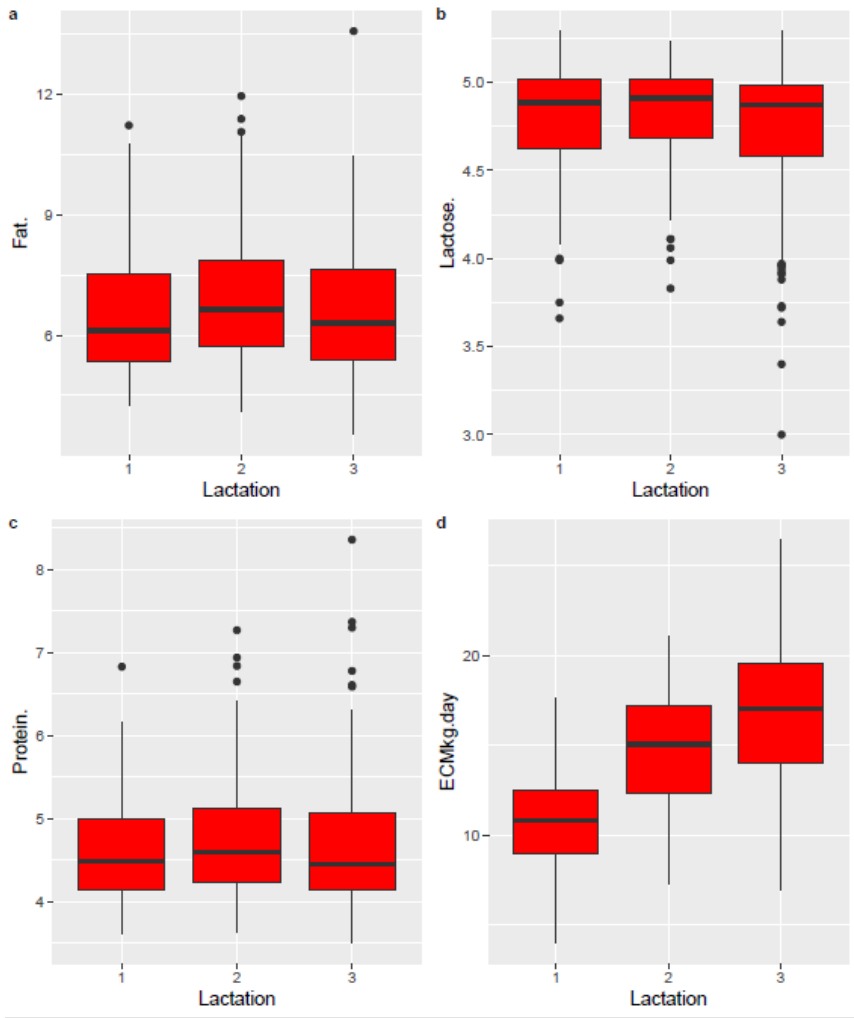 a
12
9
6
Fat.
1 2 3
Lactation
b
5.0
4.5
4.0
3.5
3.0
Lactose.
1 2 3
Lactation
c
8
7
6
5
4
Protein.
1 2 3
Lactation
d
20
10
ECMkg.day
1 2 3
Lactation